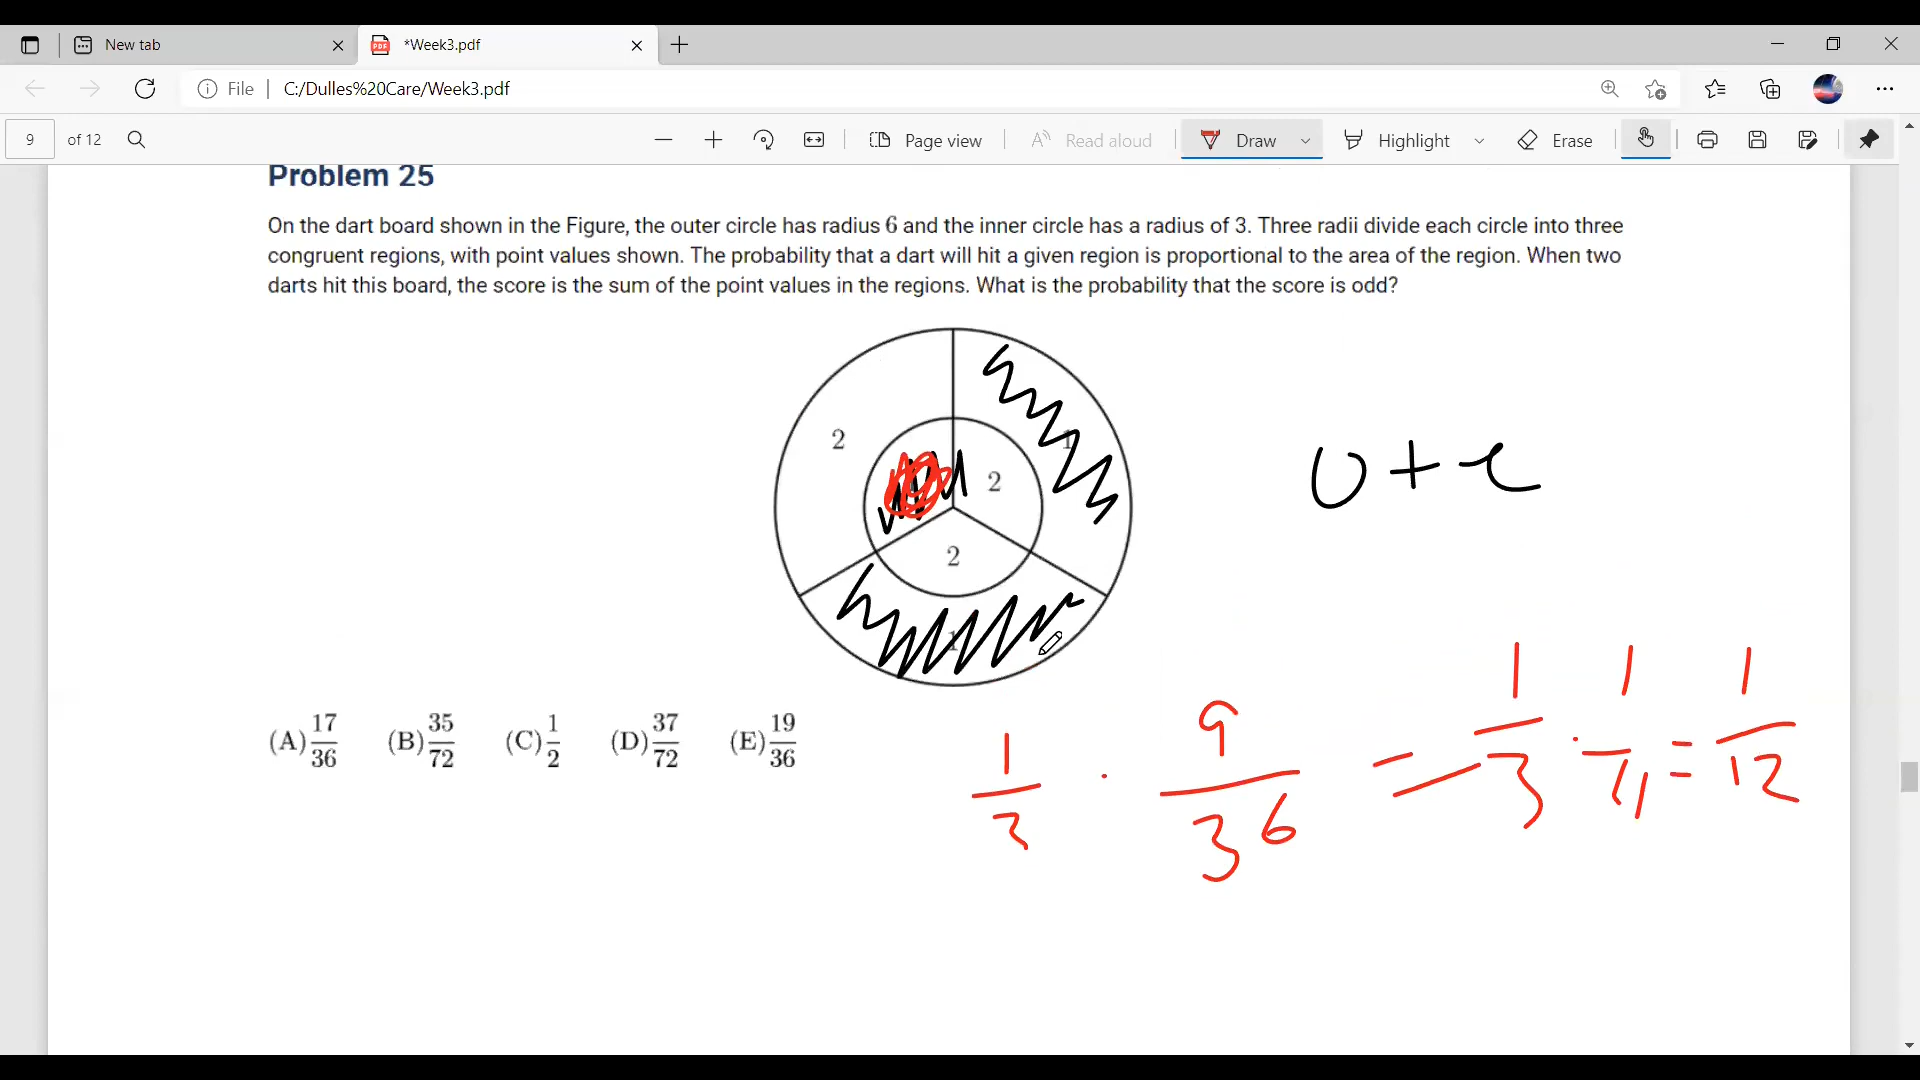 New tab
*Week3.pdf
File
C:/Dulles%20Care/Week3.pdf
9
of 12
Page view
Read aloud
Draw
Highlight
Erase
Problem 25
On the dart board shown in the Figure, the outer circle has radius 6 and the inner circle has a radius of 3. Three radii divide each circle into three
congruent regions, with point values shown. The probability that a dart will hit a given region is proportional to the area of the region. When two
darts hit this board, the score is the sum of the point values in the regions. What is the probability that the score is odd?
2
1
2
2
1
o + e
(A) 17/36 (B) 35/72 (C) 1/2 (D) 37/72 (E) 19/36
1/3 · 9/36 = 1/3 · 1/4 = 1/12